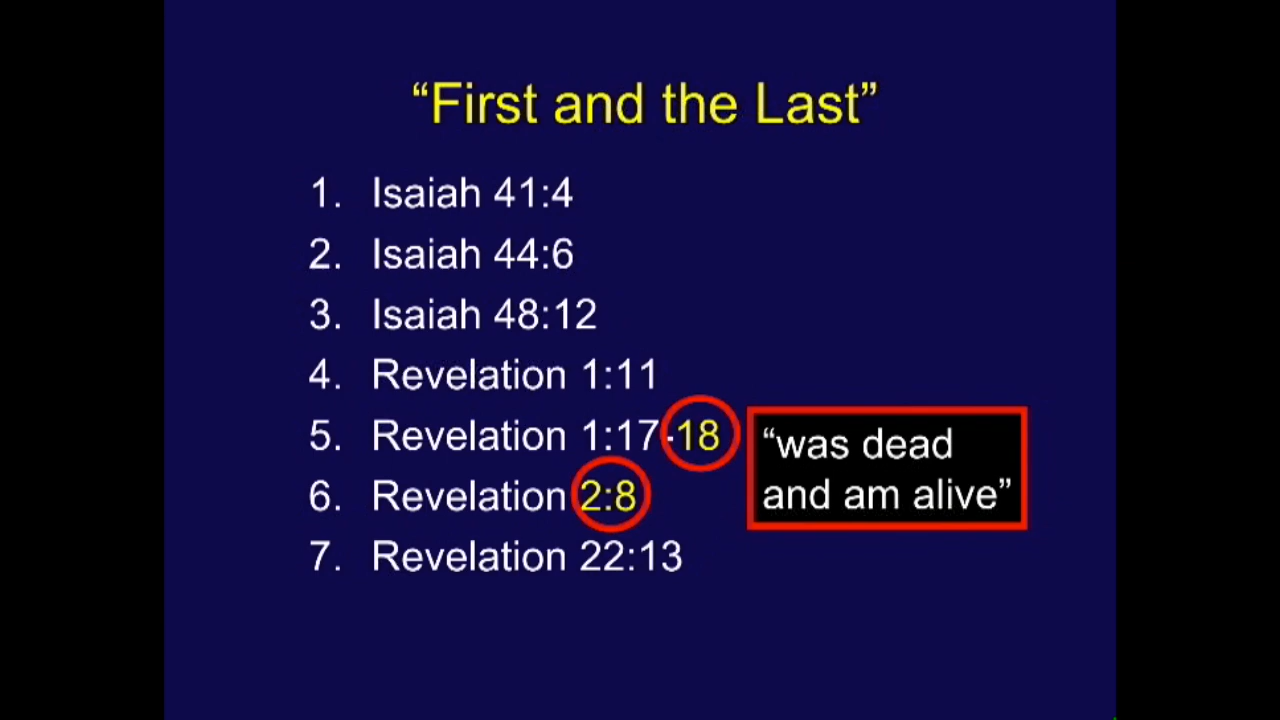 “First and the Last”
1. Isaiah 41:4
2. Isaiah 44:6
3. Isaiah 48:12
4. Revelation 1:11
5. Revelation 1:17-18
6. Revelation 2:8
7. Revelation 22:13
“was dead
and am alive”